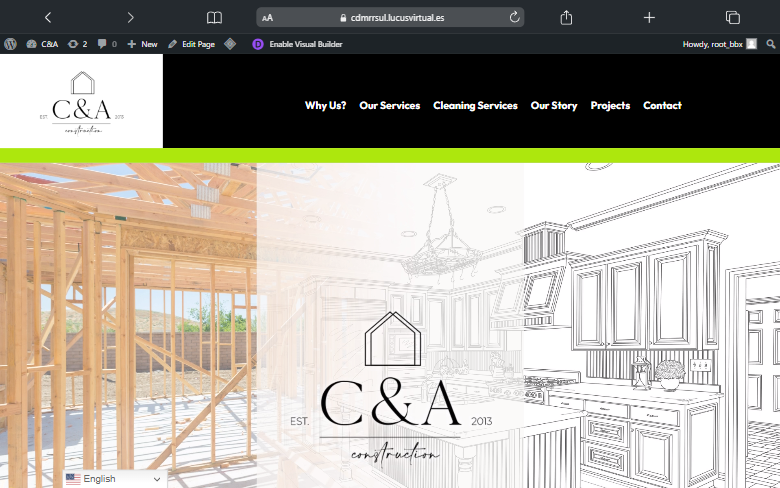 AA cdmrrsul.lucusvirtual.es
C&A 2 0 New Edit Page Enable Visual Builder Howdy, root_bbx
C&A
EST. 2013
construction
Why Us? Our Services Cleaning Services Our Story Projects Contact
C&A
EST. 2013
construction
English